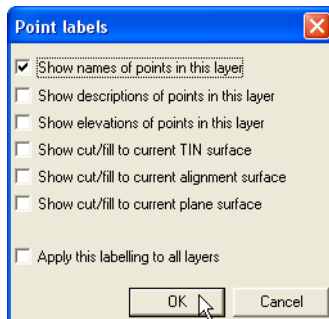 Point labels
Show names of points in this layer
Show descriptions of points in this layer
Show elevations of points in this layer
Show cut/fill to current TIN surface
Show cut/fill to current alignment surface
Show cut/fill to current plane surface
Apply this labelling to all layers
OK Cancel